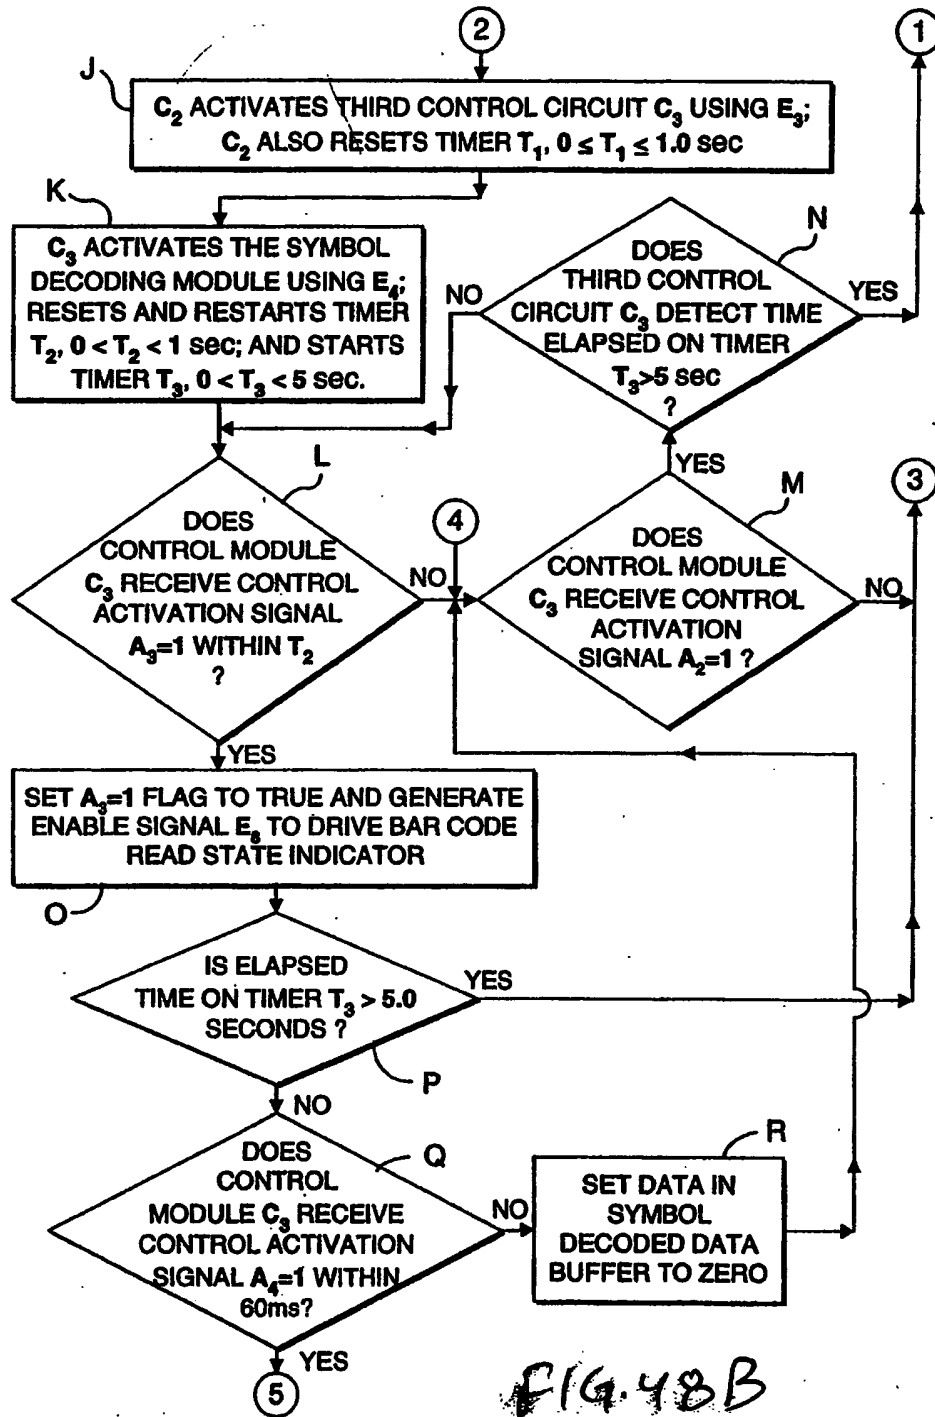 2
1
J
C₂ ACTIVATES THIRD CONTROL CIRCUIT C₃ USING E₃;
C₂ ALSO RESETS TIMER T₁, 0 ≤ T₁ ≤ 1.0 sec
K
C₃ ACTIVATES THE SYMBOL
DECODING MODULE USING E₄;
RESETS AND RESTARTS TIMER
T₂, 0 < T₂ < 1 sec; AND STARTS
TIMER T₃, 0 < T₃ < 5 sec.
N
DOES
THIRD CONTROL
CIRCUIT C₃ DETECT TIME
ELAPSED ON TIMER
T₃>5 sec
?
NO
YES
L
DOES
CONTROL MODULE
C₃ RECEIVE CONTROL
ACTIVATION SIGNAL
A₃=1 WITHIN T₂
?
NO
YES
4
YES
M
3
DOES
CONTROL MODULE
C₃ RECEIVE CONTROL
ACTIVATION
SIGNAL A₂=1 ?
NO
SET A₃=1 FLAG TO TRUE AND GENERATE
ENABLE SIGNAL E₈ TO DRIVE BAR CODE
READ STATE INDICATOR
O
IS ELAPSED
TIME ON TIMER T₃ > 5.0
SECONDS ?
YES
P
NO
Q
DOES
CONTROL
MODULE C₃ RECEIVE
CONTROL ACTIVATION
SIGNAL A₄=1 WITHIN
60ms?
NO
R
SET DATA IN
SYMBOL
DECODED DATA
BUFFER TO ZERO
YES
5
FIG.48B